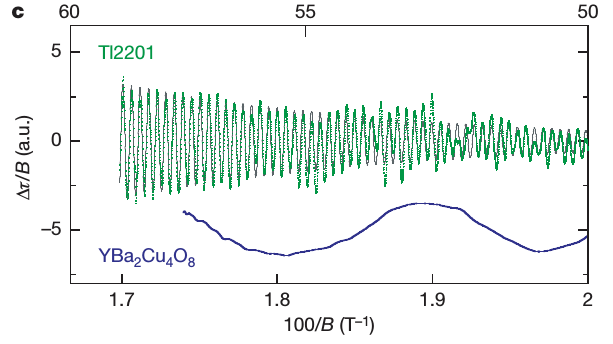 c
60 55 50
Tl2201
5
0
−5
Δτ/B (a.u.)
YBa₂Cu₄O₈
1.7 1.8 1.9 2
100/B (T⁻¹)